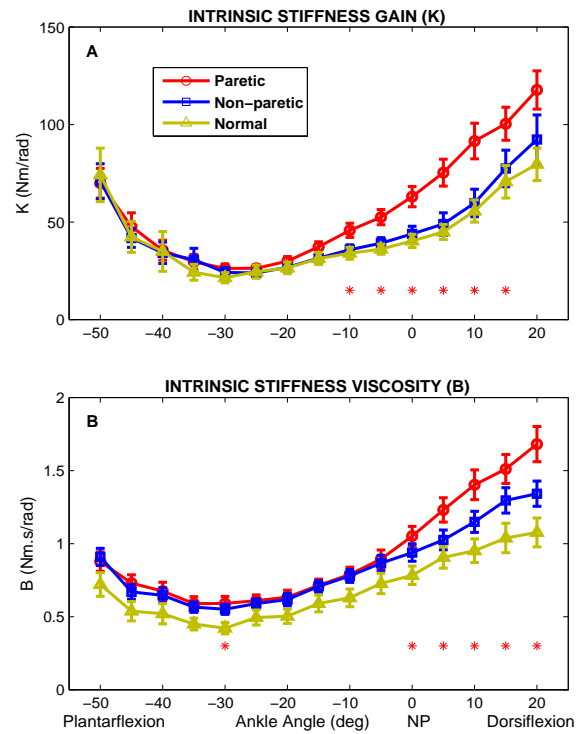 INTRINSIC STIFFNESS GAIN (K)
150
A
Paretic
Non−paretic
Normal
100
50
0
K (Nm/rad)
−50 −40 −30 −20 −10 0 10 20
* * * * * *
INTRINSIC STIFFNESS VISCOSITY (B)
2
B
1.5
1
0.5
0
B (Nm.s/rad)
* * * * * *
−50 −40 −30 −20 −10 0 10 20
Plantarflexion Ankle Angle (deg) NP Dorsiflexion